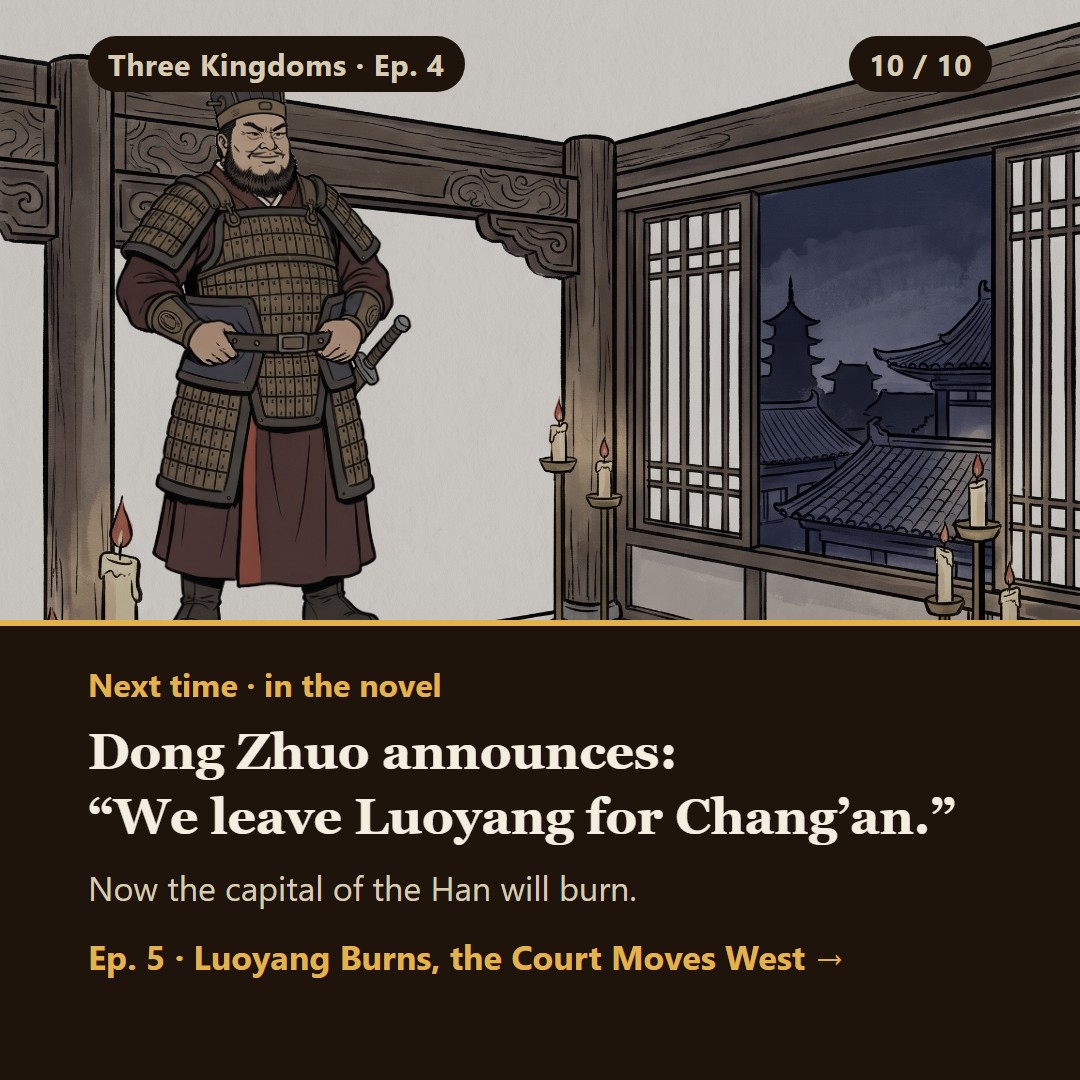 Three Kingdoms · Ep. 4
10 / 10
Next time · in the novel
Dong Zhuo announces:
“We leave Luoyang for Chang’an.”
Now the capital of the Han will burn.
Ep. 5 · Luoyang Burns, the Court Moves West →